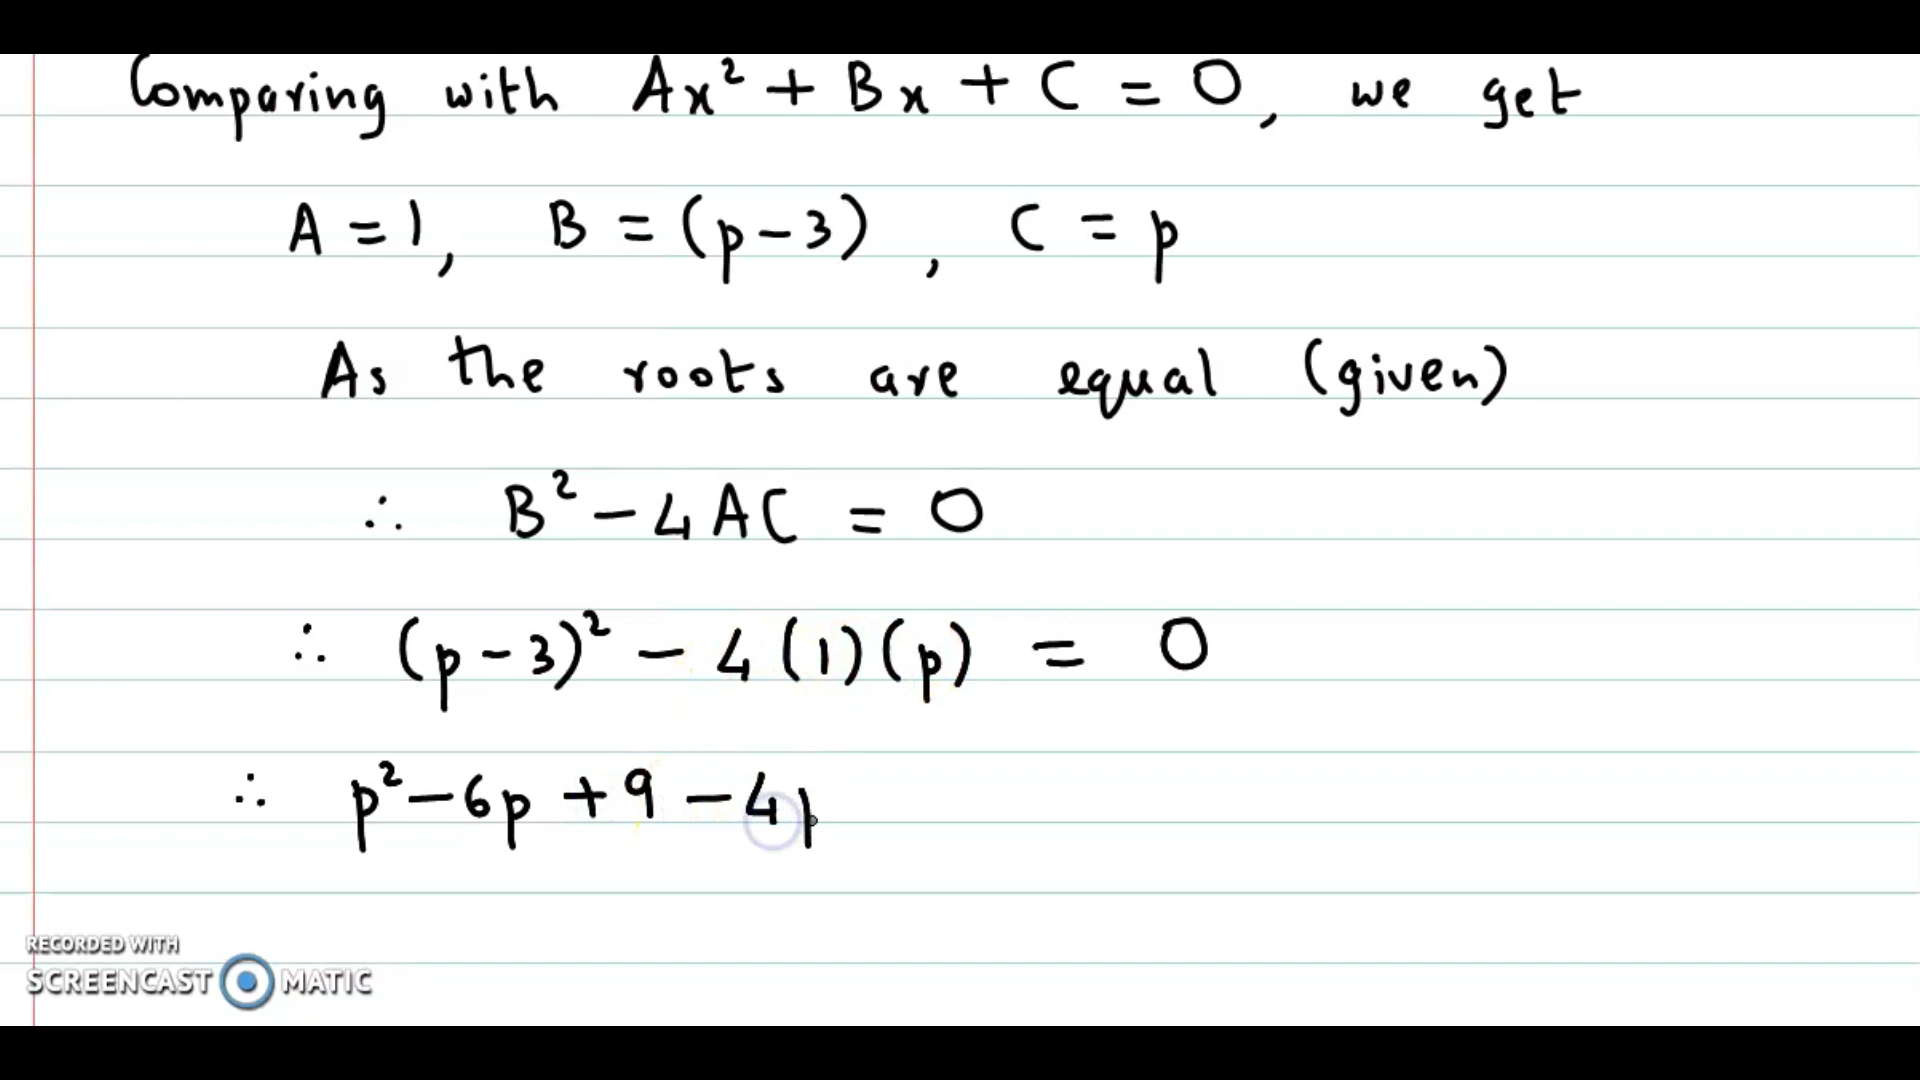 Comparing with Ax² + Bx + C = 0, we get
A = 1, B = (p - 3), C = p
As the roots are equal (given)
∴ B² - 4AC = 0
∴ (p - 3)² - 4(1)(p) = 0
∴ p² - 6p + 9 - 4p
RECORDED WITH
SCREENCAST MATIC